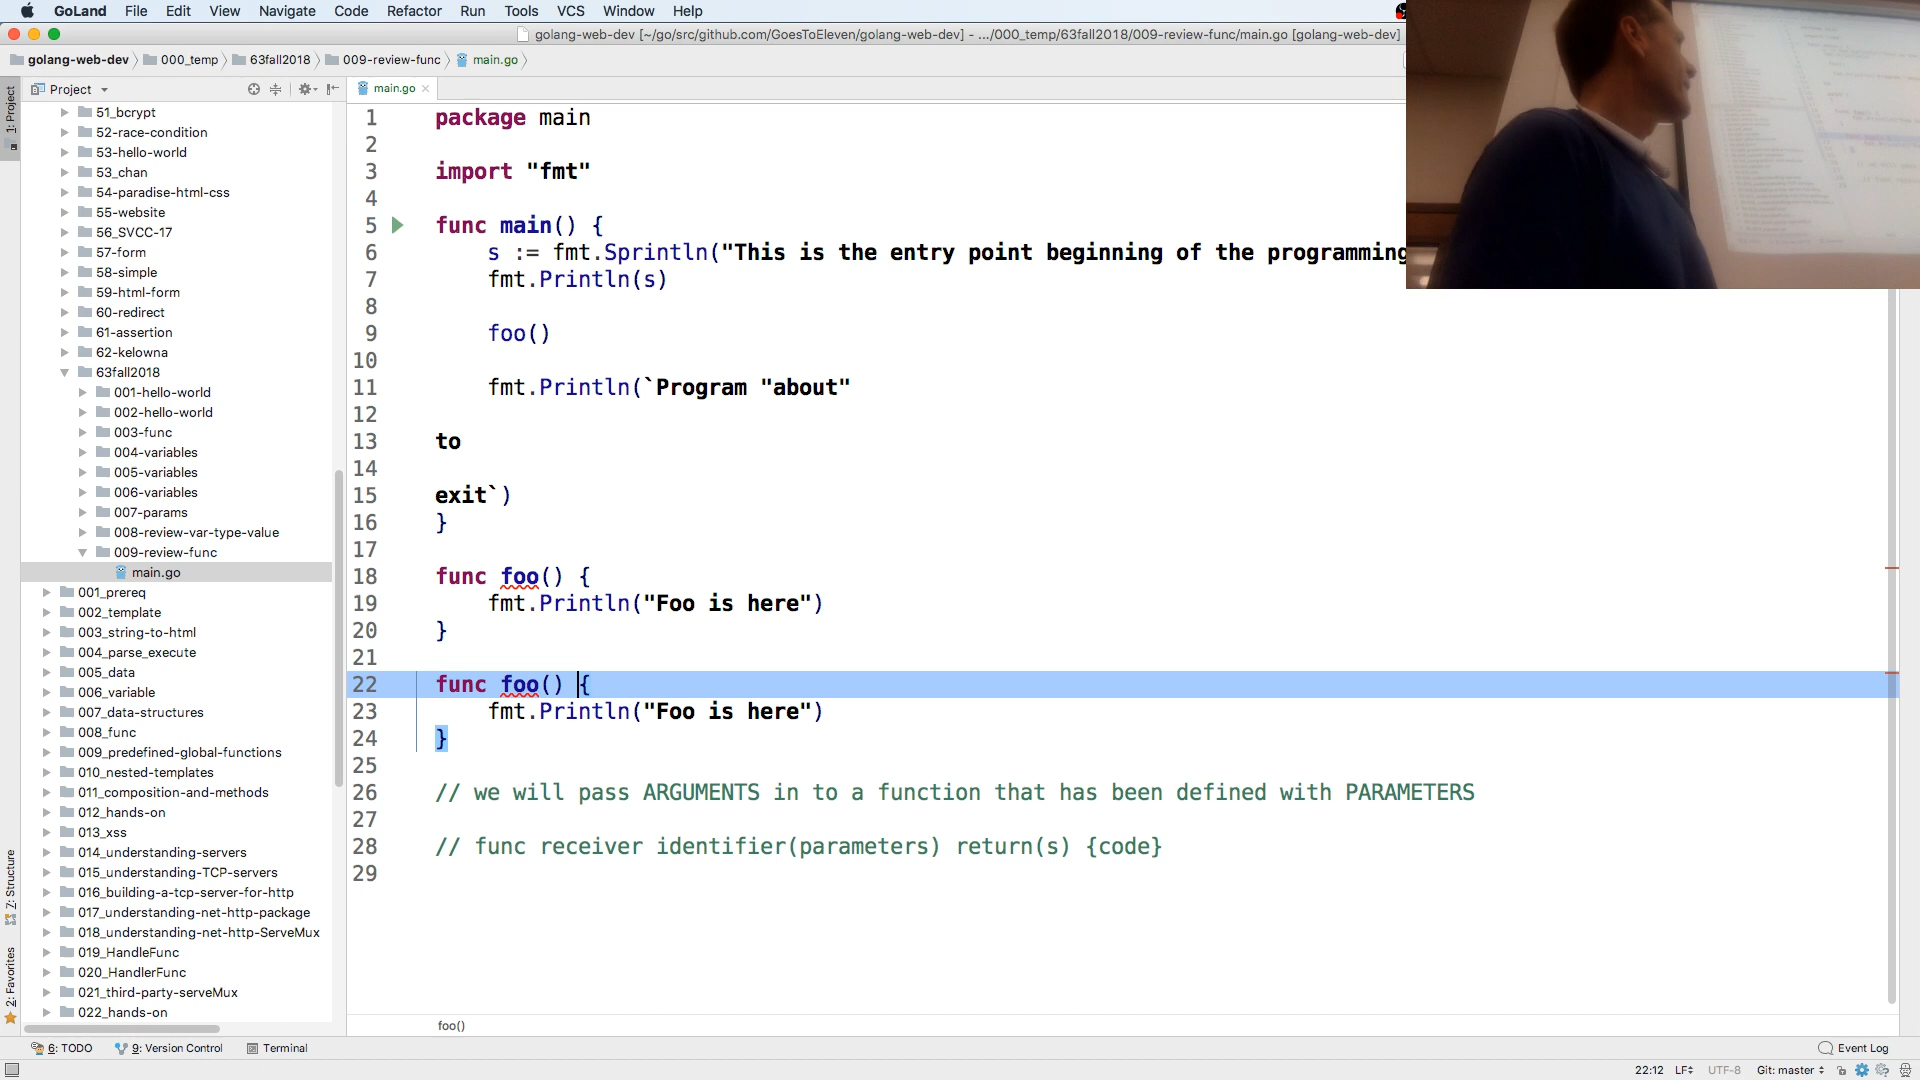 GoLand File Edit View Navigate Code Refactor Run Tools VCS Window Help
golang-web-dev [~/go/src/github.com/GoesToEleven/golang-web-dev] - .../000_temp/63fall2018/009-review-func/main.go [golang-web-dev]
golang-web-dev 000_temp 63fall2018 009-review-func main.go
1: Project
Project
51_bcrypt
52-race-condition
53-hello-world
53_chan
54-paradise-html-css
55-website
56_SVCC-17
57-form
58-simple
59-html-form
60-redirect
61-assertion
62-kelowna
63fall2018
001-hello-world
002-hello-world
003-func
004-variables
005-variables
006-variables
007-params
008-review-var-type-value
009-review-func
main.go
001_prereq
002_template
003_string-to-html
004_parse_execute
005_data
006_variable
007_data-structures
008_func
009_predefined-global-functions
010_nested-templates
011_composition-and-methods
012_hands-on
013_xss
014_understanding-servers
015_understanding-TCP-servers
016_building-a-tcp-server-for-http
017_understanding-net-http-package
018_understanding-net-http-ServeMux
019_HandleFunc
020_HandlerFunc
021_third-party-serveMux
022_hands-on
7: Structure
2: Favorites
main.go
1 package main
2
3 import "fmt"
4
5 func main() {
6 s := fmt.Sprintln("This is the entry point beginning of the programming
7 fmt.Println(s)
8
9 foo()
10
11 fmt.Println(`Program "about"
12
13 to
14
15 exit`)
16 }
17
18 func foo() {
19 fmt.Println("Foo is here")
20 }
21
22 func foo() {
23 fmt.Println("Foo is here")
24 }
25
26 // we will pass ARGUMENTS in to a function that has been defined with PARAMETERS
27
28 // func receiver identifier(parameters) return(s) {code}
29
foo()
6: TODO 9: Version Control Terminal Event Log
22:12 LF UTF-8 Git: master